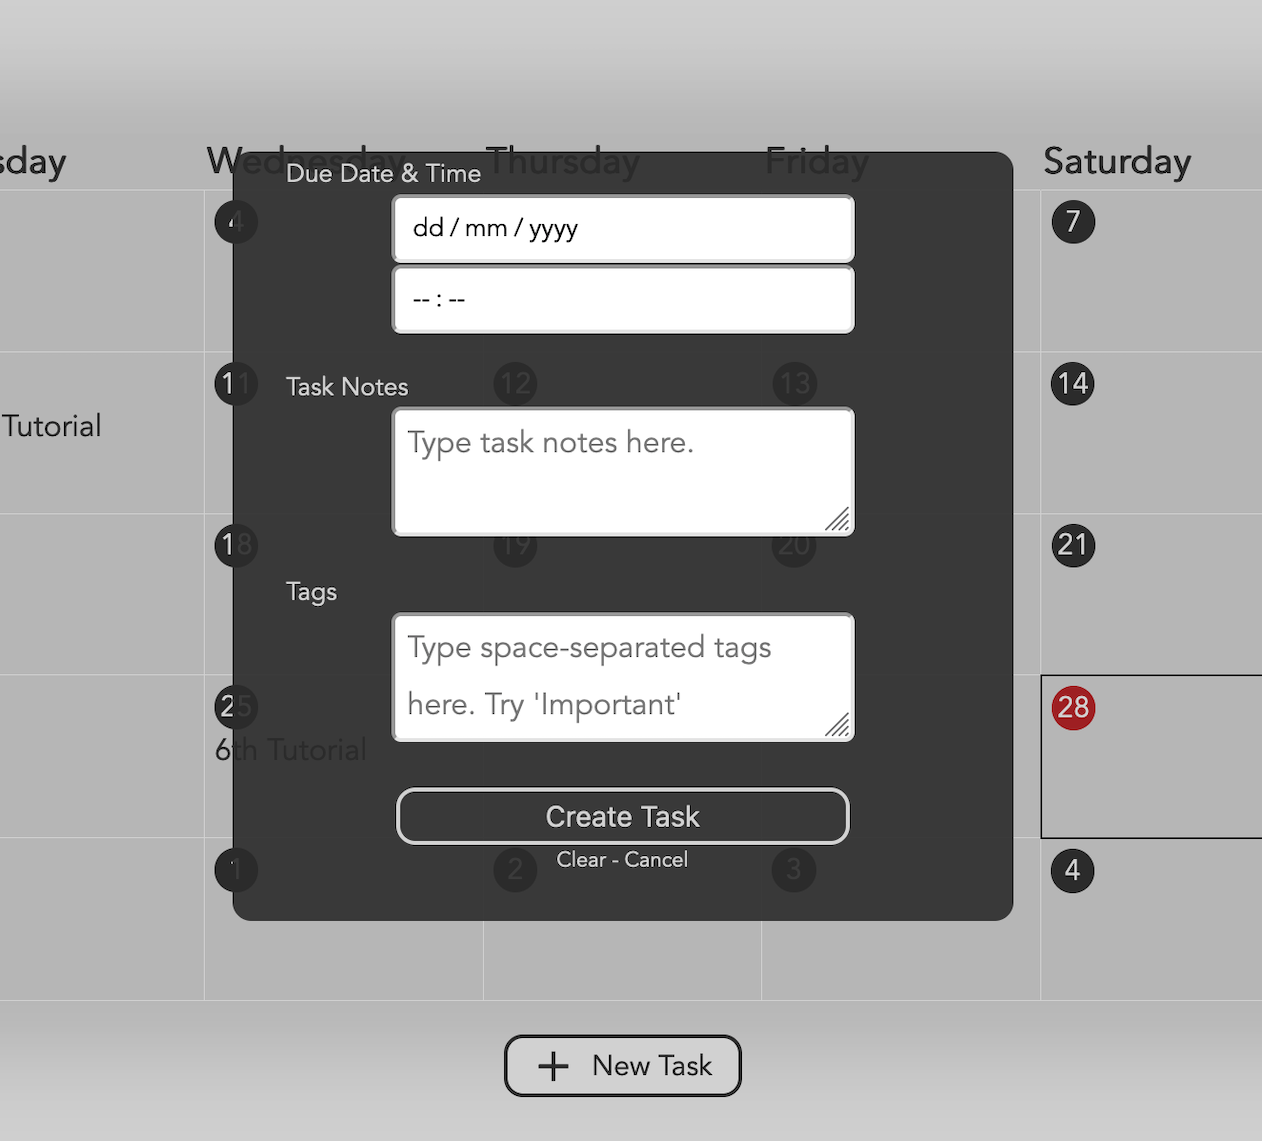 sday Wednesday Thursday Friday Saturday
Due Date & Time
4 7
dd / mm / yyyy
-- : --
11 Task Notes 12 13 14
Tutorial
Type task notes here.
18 19 20 21
Tags
Type space-separated tags
here. Try 'Important'
25 28
6th Tutorial
Create Task
Clear - Cancel
1 2 3 4
+ New Task